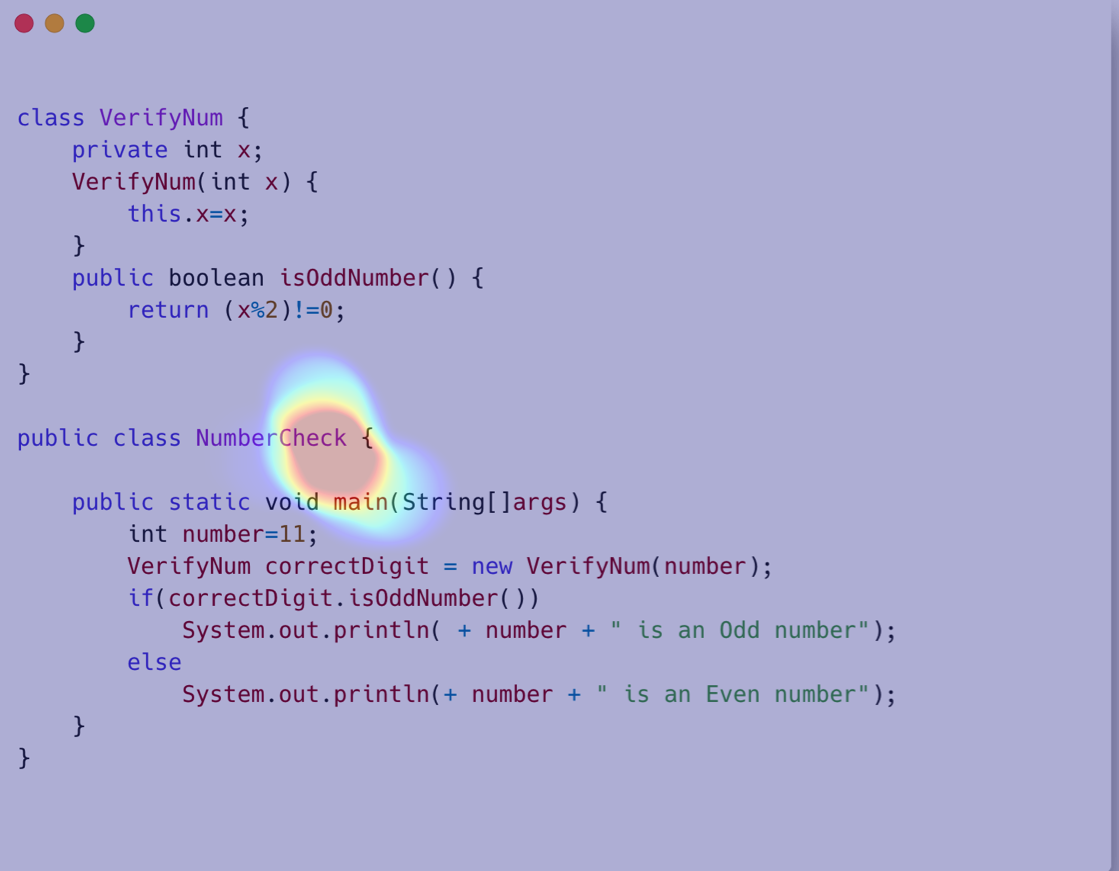 class VerifyNum {
    private int x;
    VerifyNum(int x) {
        this.x=x;
    }
    public boolean isOddNumber() {
        return (x%2)!=0;
    }
}
public class NumberCheck {
    public static void main(String[]args) {
        int number=11;
        VerifyNum correctDigit = new VerifyNum(number);
        if(correctDigit.isOddNumber())
            System.out.println( + number + " is an Odd number");
        else
            System.out.println(+ number + " is an Even number");
    }
}